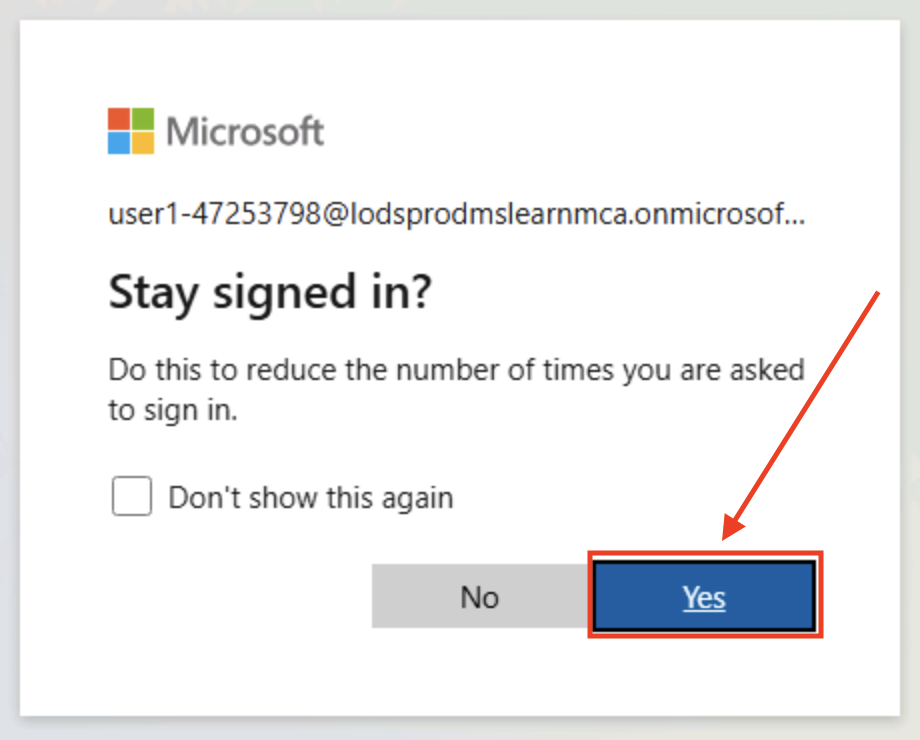 Microsoft
user1-47253798@lodsprodmslearnmca.onmicrosof...
Stay signed in?
Do this to reduce the number of times you are asked
to sign in.
Don't show this again
No
Yes